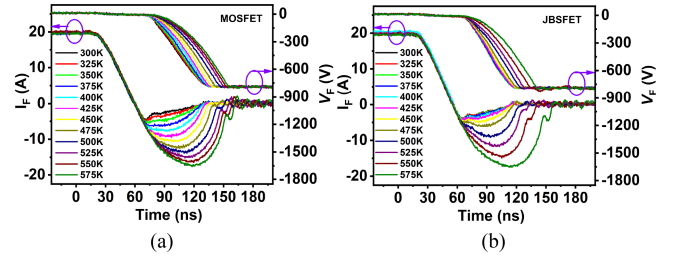 MOSFET
I_F (A)
20
10
0
-10
-20
300K
325K
350K
375K
400K
425K
450K
475K
500K
525K
550K
575K
0
-300
-600
-900
-1200
-1500
-1800
V_F (V)
0 30 60 90 120 150 180
Time (ns)
(a)
JBSFET
I_F (A)
20
10
0
-10
-20
300K
325K
350K
375K
400K
425K
450K
475K
500K
525K
550K
575K
0
-300
-600
-900
-1200
-1500
-1800
V_F (V)
0 30 60 90 120 150 180
Time (ns)
(b)